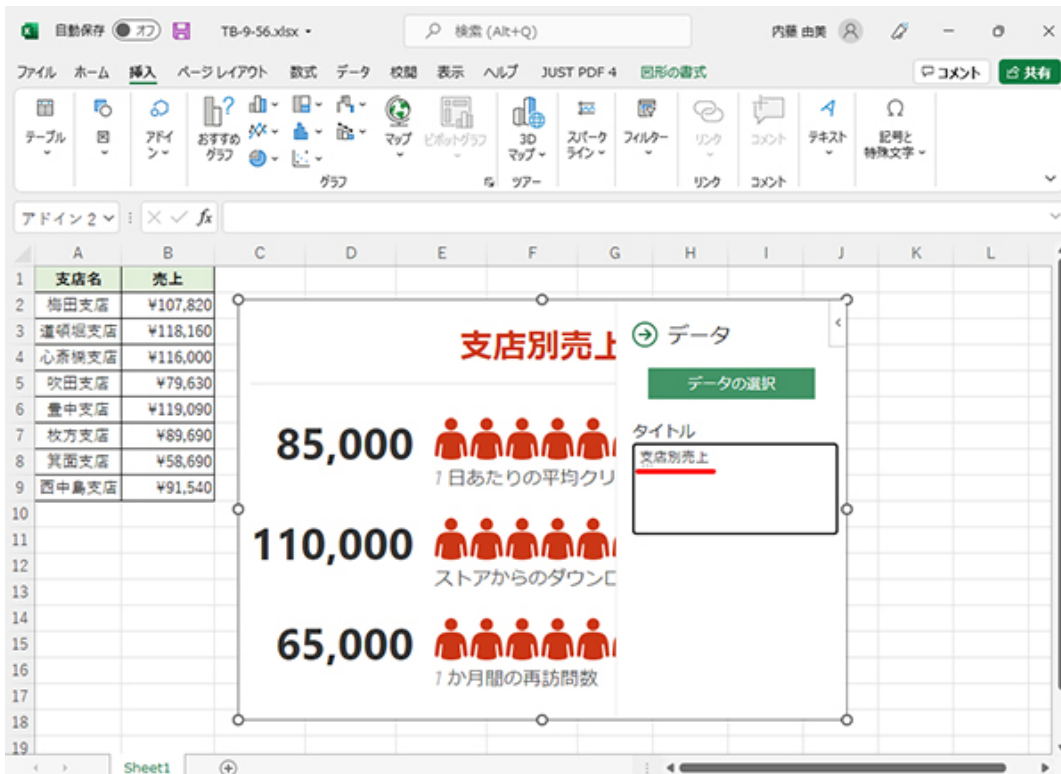 自動保存 オフ TB-9-56.xlsx 検索 (Alt+Q) 内藤 由美
ファイル ホーム 挿入 ページ レイアウト 数式 データ 校閲 表示 ヘルプ JUST PDF 4 図形の書式 コメント 共有
テーブル 図 アドイン おすすめグラフ マップ ピボットグラフ 3Dマップ スパークライン フィルター リンク コメント テキスト 記号と特殊文字
グラフ ツアー リンク コメント
アドイン 2 fx
A B C D E F G H I J K L
1 支店名 売上
2 梅田支店 ¥107,820
3 道頓堀支店 ¥118,160
4 心斎橋支店 ¥116,000
5 吹田支店 ¥79,630
6 豊中支店 ¥119,090
7 枚方支店 ¥89,690
8 箕面支店 ¥58,690
9 西中島支店 ¥91,540
10
11
12
13
14
15
16
17
18
19
支店別売上
85,000
1 日あたりの平均クリ
110,000
ストアからのダウンロ
65,000
1 か月間の再訪問数
データ
データの選択
タイトル
支店別売上
Sheet1